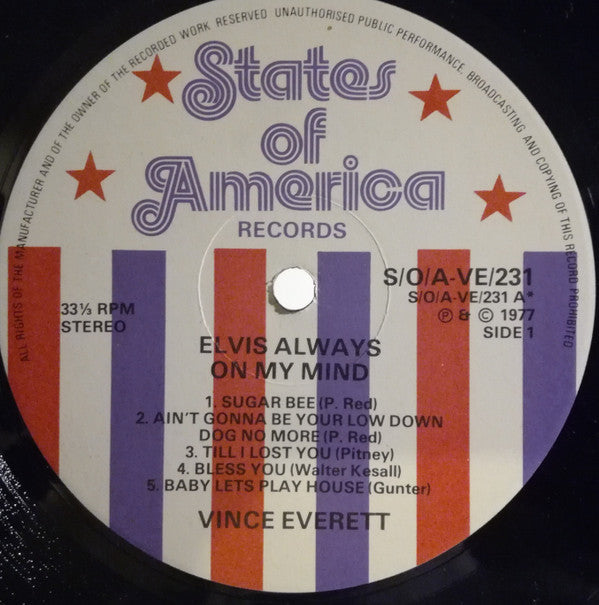 ALL RIGHTS OF THE MANUFACTURER AND OF THE OWNER OF THE RECORDED WORK RESERVED UNAUTHORISED PUBLIC PERFORMANCE, BROADCASTING AND COPYING OF THIS RECORD PROHIBITED
States
of
America
RECORDS
33⅓ RPM
STEREO
S/O/A-VE/231
S/O/A-VE/231 A*
℗ & © 1977
SIDE 1
ELVIS ALWAYS
ON MY MIND
1. SUGAR BEE (P. Red)
2. AIN'T GONNA BE YOUR LOW DOWN
DOG NO MORE (P. Red)
3. TILL I LOST YOU (Pitney)
4. BLESS YOU (Walter Kesall)
5. BABY LETS PLAY HOUSE (Gunter)
VINCE EVERETT